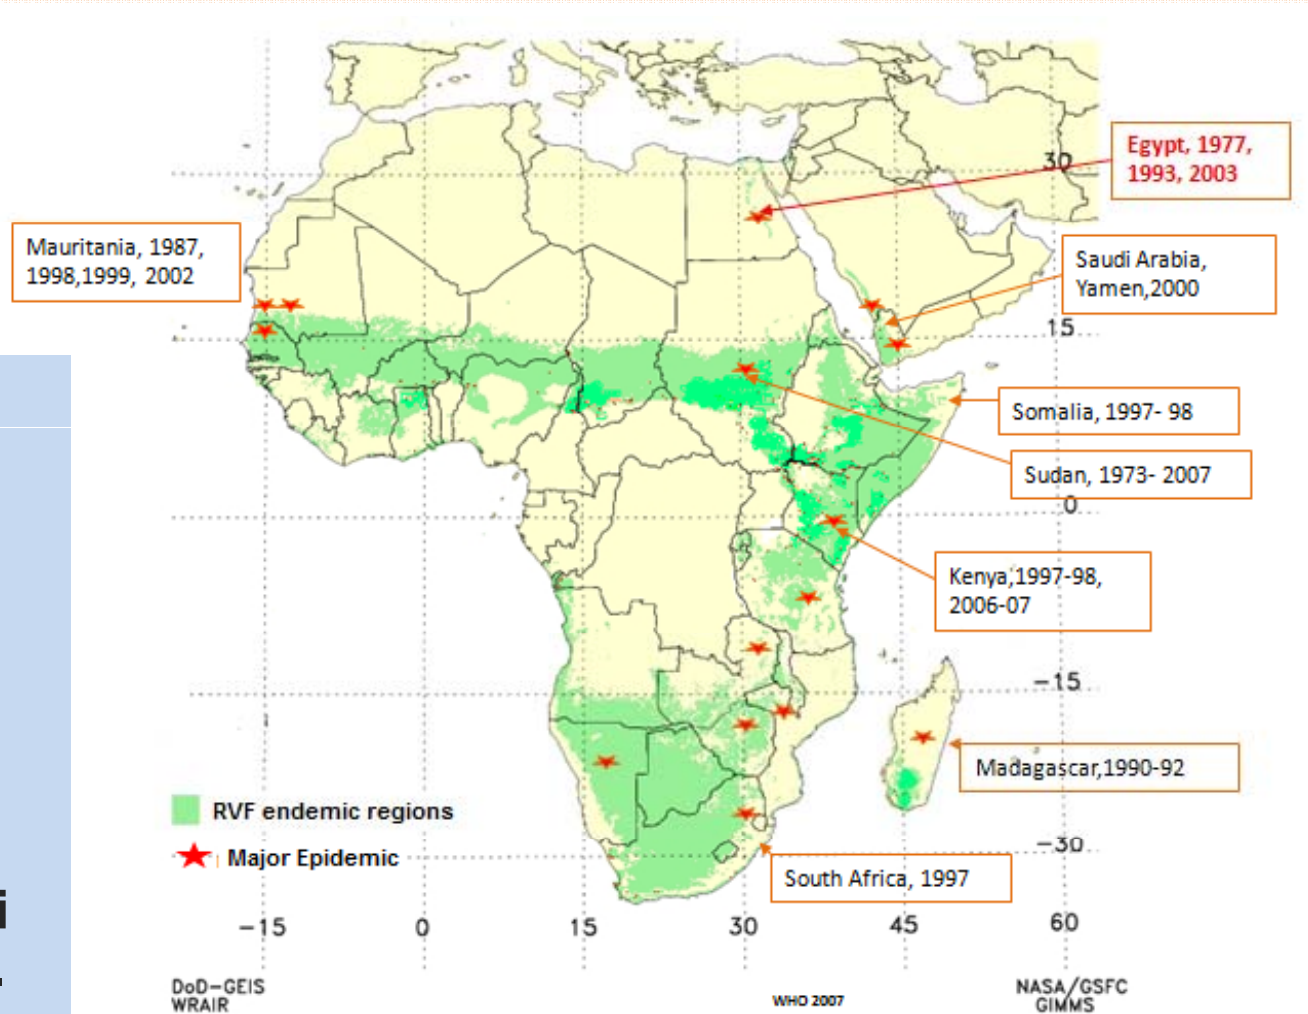 Egypt, 1977,
1993, 2003
30
Mauritania, 1987,
1998,1999, 2002
Saudi Arabia,
Yamen,2000
15
Somalia, 1997- 98
Sudan, 1973- 2007
0
Kenya,1997-98,
2006-07
-15
Madagascar,1990-92
RVF endemic regions
Major Epidemic
-30
South Africa, 1997
i
-15 0 15 30 45 60
DoD-GEIS
WRAIR
WHO 2007
NASA/GSFC
GIMMS